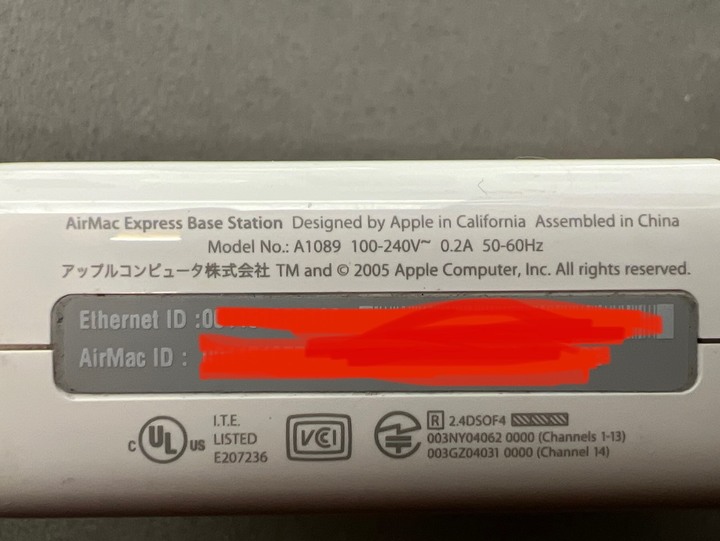 AirMac Express Base Station Designed by Apple in California Assembled in China
Model No.: A1089 100-240V~ 0.2A 50-60Hz
アップルコンピュータ株式会社 TM and © 2005 Apple Computer, Inc. All rights reserved.
Ethernet ID :
AirMac ID :
C UL US
I.T.E.
LISTED
E207236
VCCI
R 2.4DSOF4
003NY04062 0000 (Channels 1-13)
003GZ04031 0000 (Channel 14)